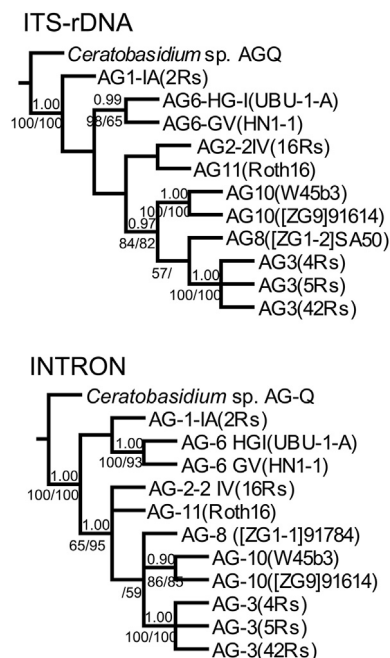 ITS-rDNA
Ceratobasidium sp. AGQ
AG1-IA(2Rs)
1.00
100/100
0.99
98/65
AG6-HG-I(UBU-1-A)
AG6-GV(HN1-1)
AG2-2IV(16Rs)
AG11(Roth16)
1.00
100/100
AG10(W45b3)
AG10([ZG9]91614)
0.97
84/82
AG8([ZG1-2]SA50)
57/
1.00
100/100
AG3(4Rs)
AG3(5Rs)
AG3(42Rs)
INTRON
Ceratobasidium sp. AG-Q
AG-1-IA(2Rs)
1.00
100/93
AG-6 HGI(UBU-1-A)
AG-6 GV(HN1-1)
1.00
100/100
AG-2-2 IV(16Rs)
AG-11(Roth16)
1.00
65/95
AG-8 ([ZG1-1]91784)
0.90
86/85
AG-10(W45b3)
AG-10([ZG9]91614)
/59
AG-3(4Rs)
1.00
100/100
AG-3(5Rs)
AG-3(42Rs)